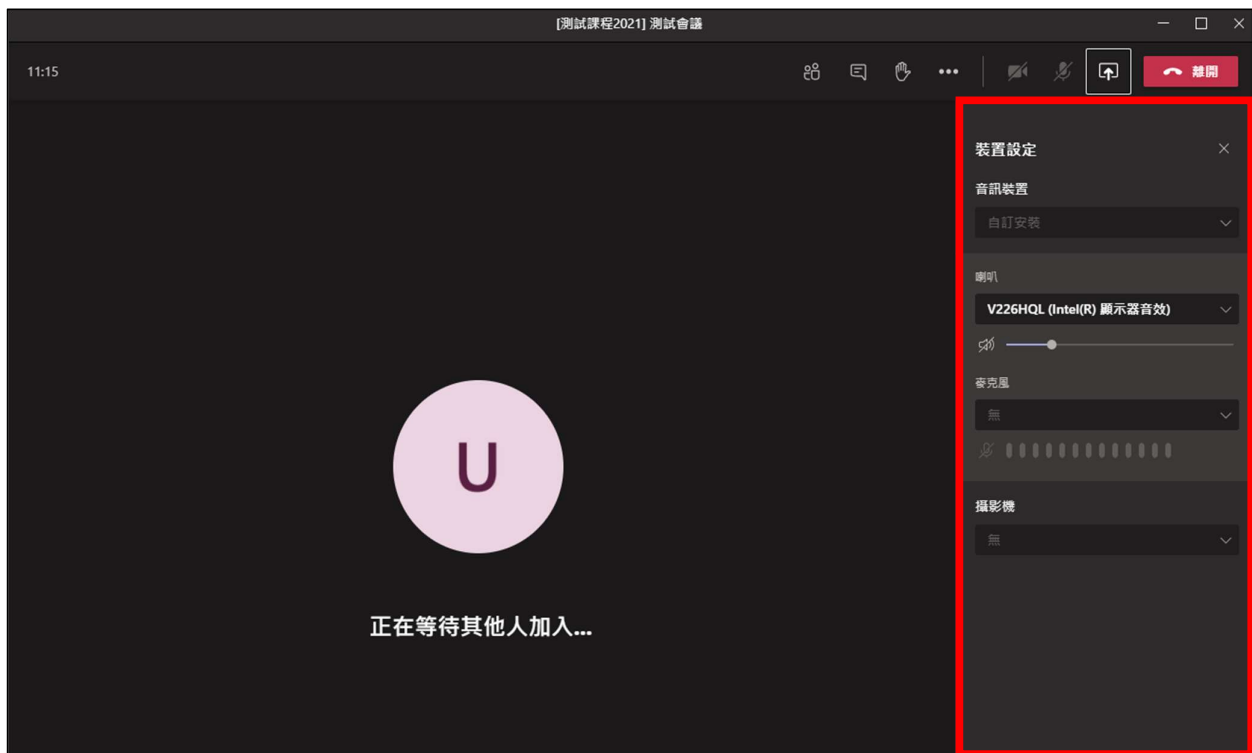 [測試課程2021] 測試會議
11:15
離開
裝置設定
音訊裝置
自訂安裝
喇叭
V226HQL (Intel(R) 顯示器音效)
麥克風
無
攝影機
無
U
正在等待其他人加入...